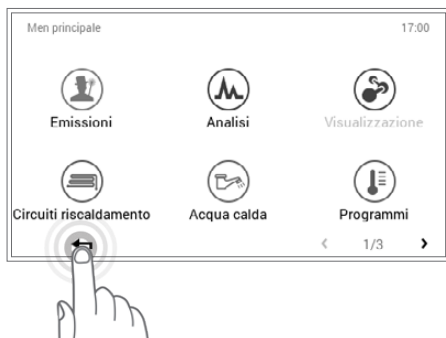 Men principale 17:00
Emissioni Analisi Visualizzazione
Circuiti riscaldamento Acqua calda Programmi
‹ 1/3 ›